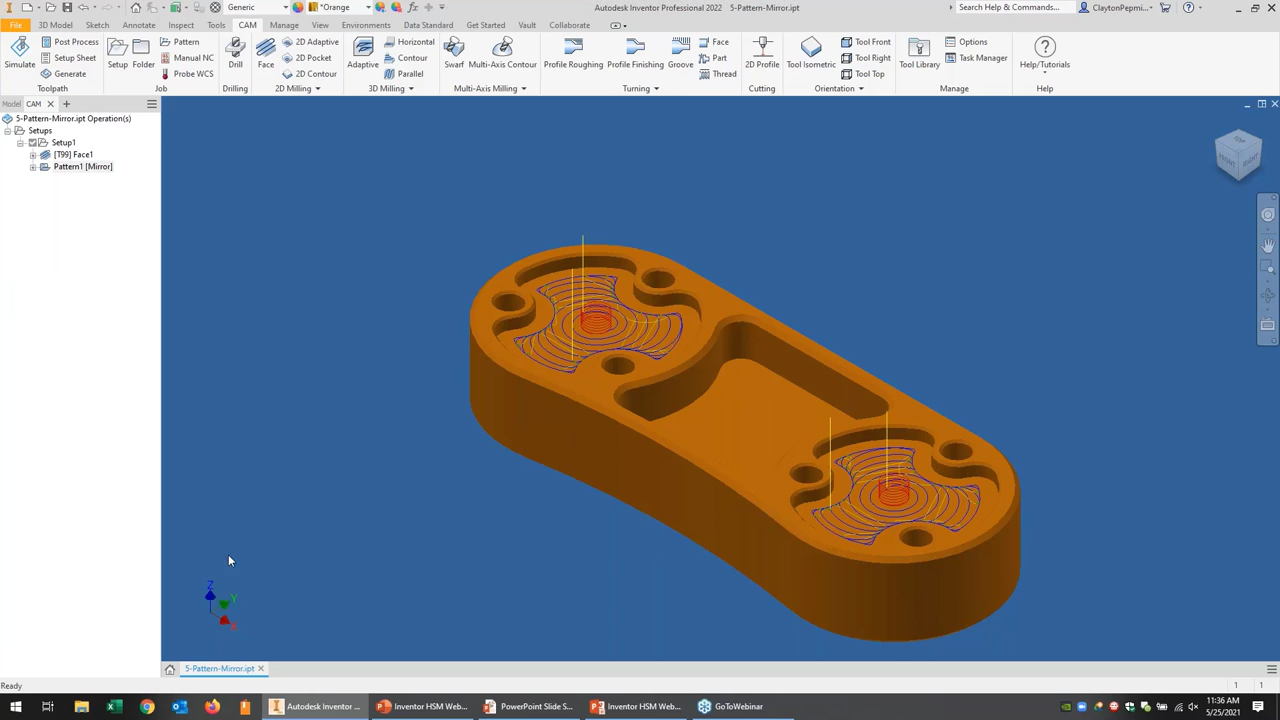 Generic
*Orange
Autodesk Inventor Professional 2022   5-Pattern-Mirror.ipt
Search Help & Commands...
ClaytonPepmi...
File 3D Model Sketch Annotate Inspect Tools CAM Manage View Environments Data Standard Get Started Vault Collaborate
Simulate
Post Process
Setup Sheet
Generate
Toolpath
Setup
Folder
Pattern
Manual NC
Probe WCS
Job
Drill
Drilling
Face
2D Adaptive
2D Pocket
2D Contour
2D Milling
Adaptive
Horizontal
Contour
Parallel
3D Milling
Swarf
Multi-Axis Contour
Multi-Axis Milling
Profile Roughing
Profile Finishing
Groove
Face
Part
Thread
Turning
2D Profile
Cutting
Tool Isometric
Tool Front
Tool Right
Tool Top
Orientation
Tool Library
Options
Task Manager
Manage
Help/Tutorials
Help
Model CAM
5-Pattern-Mirror.ipt Operation(s)
Setups
Setup1
[T99] Face1
Pattern1 [Mirror]
FRONT RIGHT
Z
Y
X
5-Pattern-Mirror.ipt
Ready
1 1
Autodesk Inventor ...
Inventor HSM Web...
PowerPoint Slide S...
Inventor HSM Web...
GoToWebinar
11:36 AM
5/25/2021